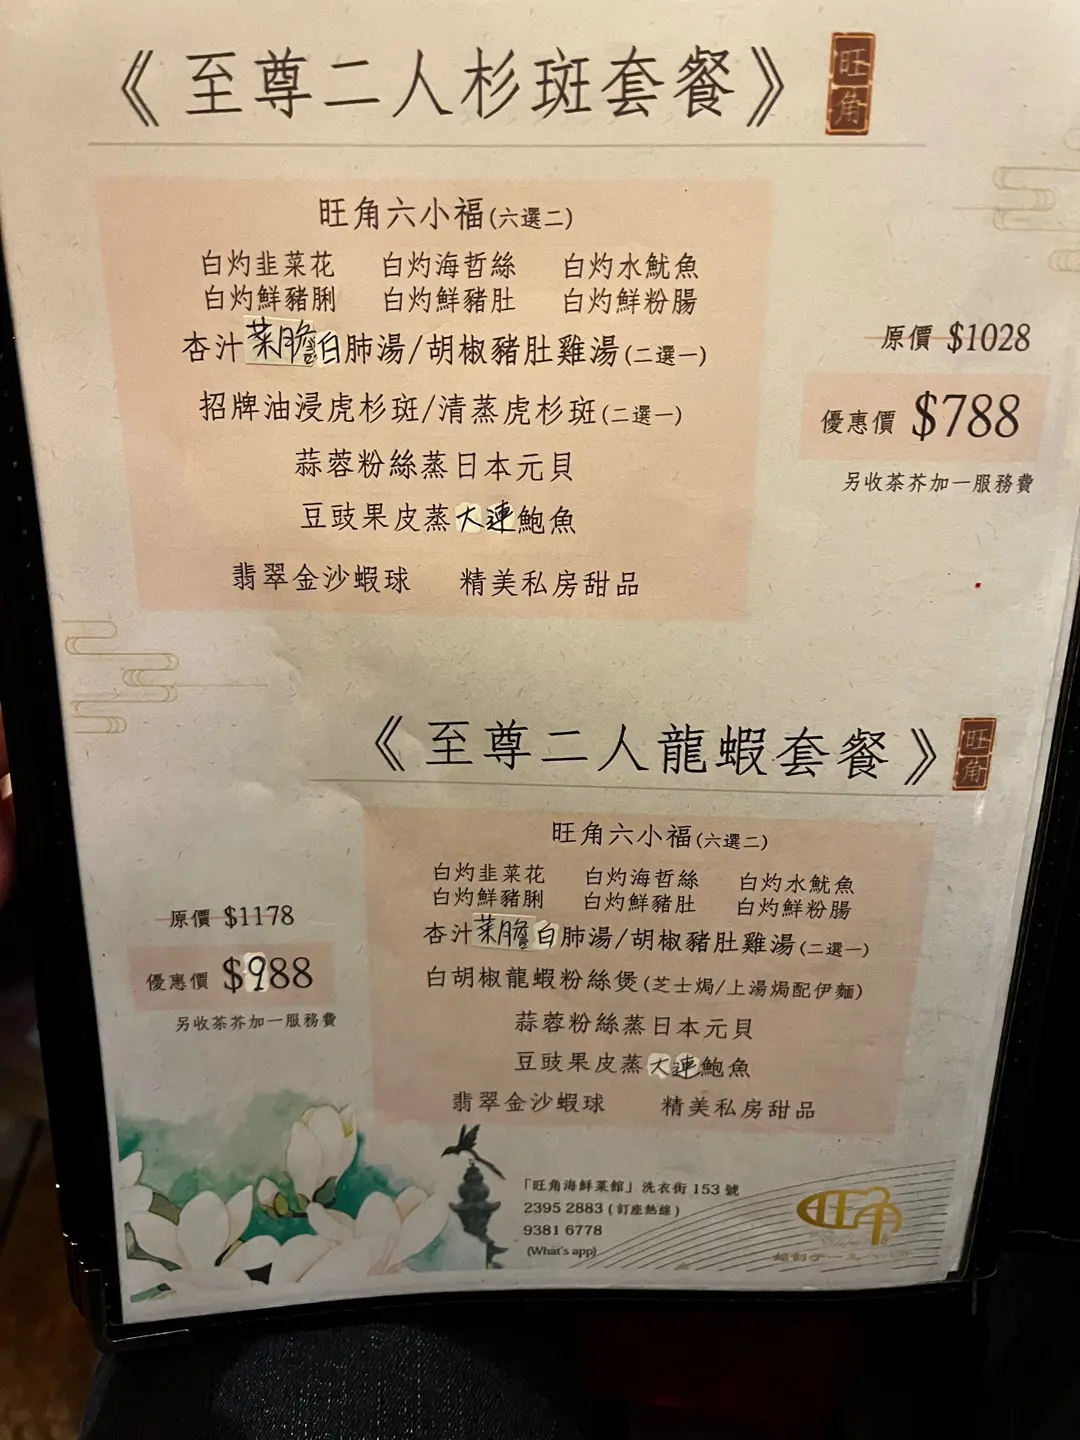 《至尊二人杉斑套餐》
旺角
旺角六小福(六選二)
白灼韭菜花 白灼海哲絲 白灼水魷魚
白灼鮮豬脷 白灼鮮豬肚 白灼鮮粉腸
杏汁菜膽白肺湯/胡椒豬肚雞湯(二選一)
招牌油浸虎杉斑/清蒸虎杉斑(二選一)
蒜蓉粉絲蒸日本元貝
豆豉果皮蒸大連鮑魚
翡翠金沙蝦球 精美私房甜品
原價 $1028
優惠價 $788
另收茶芥加一服務費
《至尊二人龍蝦套餐》
旺角
旺角六小福(六選二)
白灼韭菜花 白灼海哲絲 白灼水魷魚
白灼鮮豬脷 白灼鮮豬肚 白灼鮮粉腸
杏汁菜膽白肺湯/胡椒豬肚雞湯(二選一)
白胡椒龍蝦粉絲煲(芝士焗/上湯焗配伊麵)
蒜蓉粉絲蒸日本元貝
豆豉果皮蒸大連鮑魚
翡翠金沙蝦球 精美私房甜品
原價 $1178
優惠價 $988
另收茶芥加一服務費
「旺角海鮮菜館」洗衣街 153 號
2395 2883 (訂座熱線)
9381 6778
(What's app)
旺角